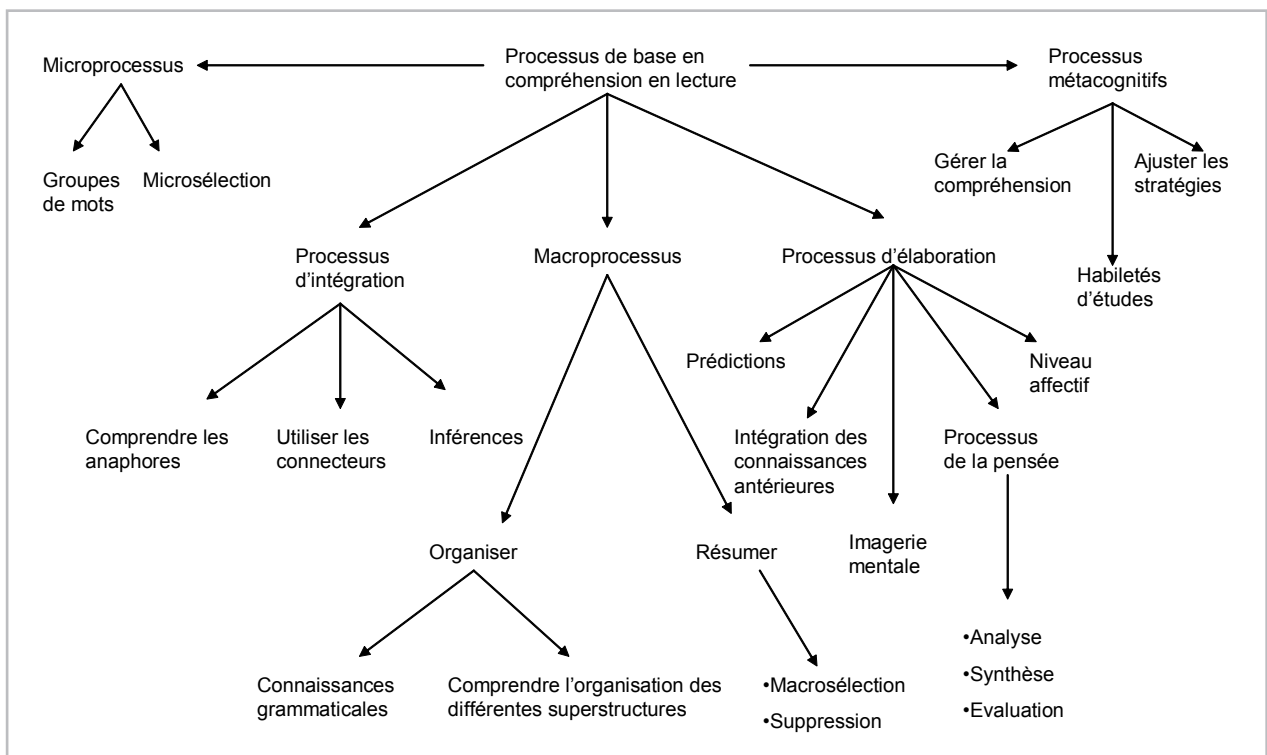 Microprocessus
Processus de base en
compréhension en lecture
Processus
métacognitifs
Groupes
de mots
Microsélection
Gérer la
compréhension
Ajuster les
stratégies
Habiletés
d’études
Processus
d’intégration
Macroprocessus
Processus d’élaboration
Prédictions
Niveau
affectif
Comprendre les
anaphores
Utiliser les
connecteurs
Inférences
Intégration des
connaissances
antérieures
Processus
de la pensée
Organiser
Résumer
Imagerie
mentale
Connaissances
grammaticales
Comprendre l’organisation des
différentes superstructures
•Macrosélection
•Suppression
•Analyse
•Synthèse
•Evaluation